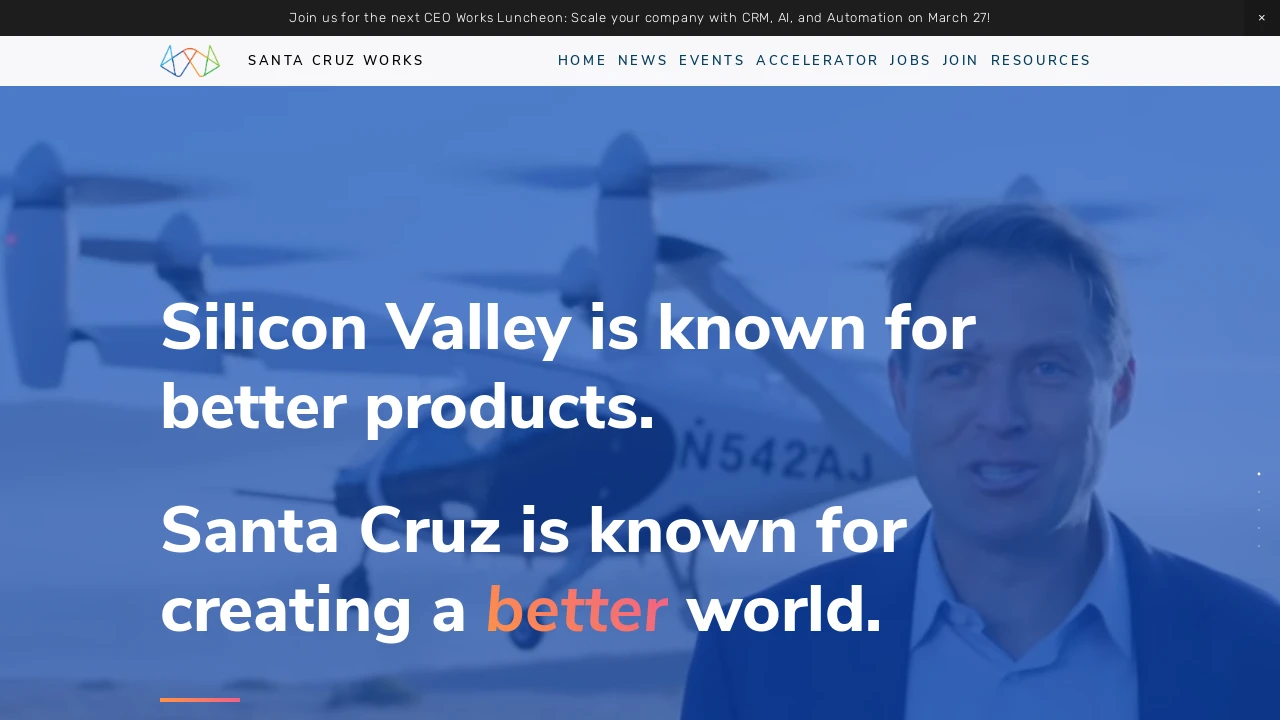 Join us for the next CEO Works Luncheon: Scale your company with CRM, AI, and Automation on March 27!
×
SANTA CRUZ WORKS
HOME NEWS EVENTS ACCELERATOR JOBS JOIN RESOURCES
Silicon Valley is known for
better products.
N542AJ
Santa Cruz is known for
creating a better world.